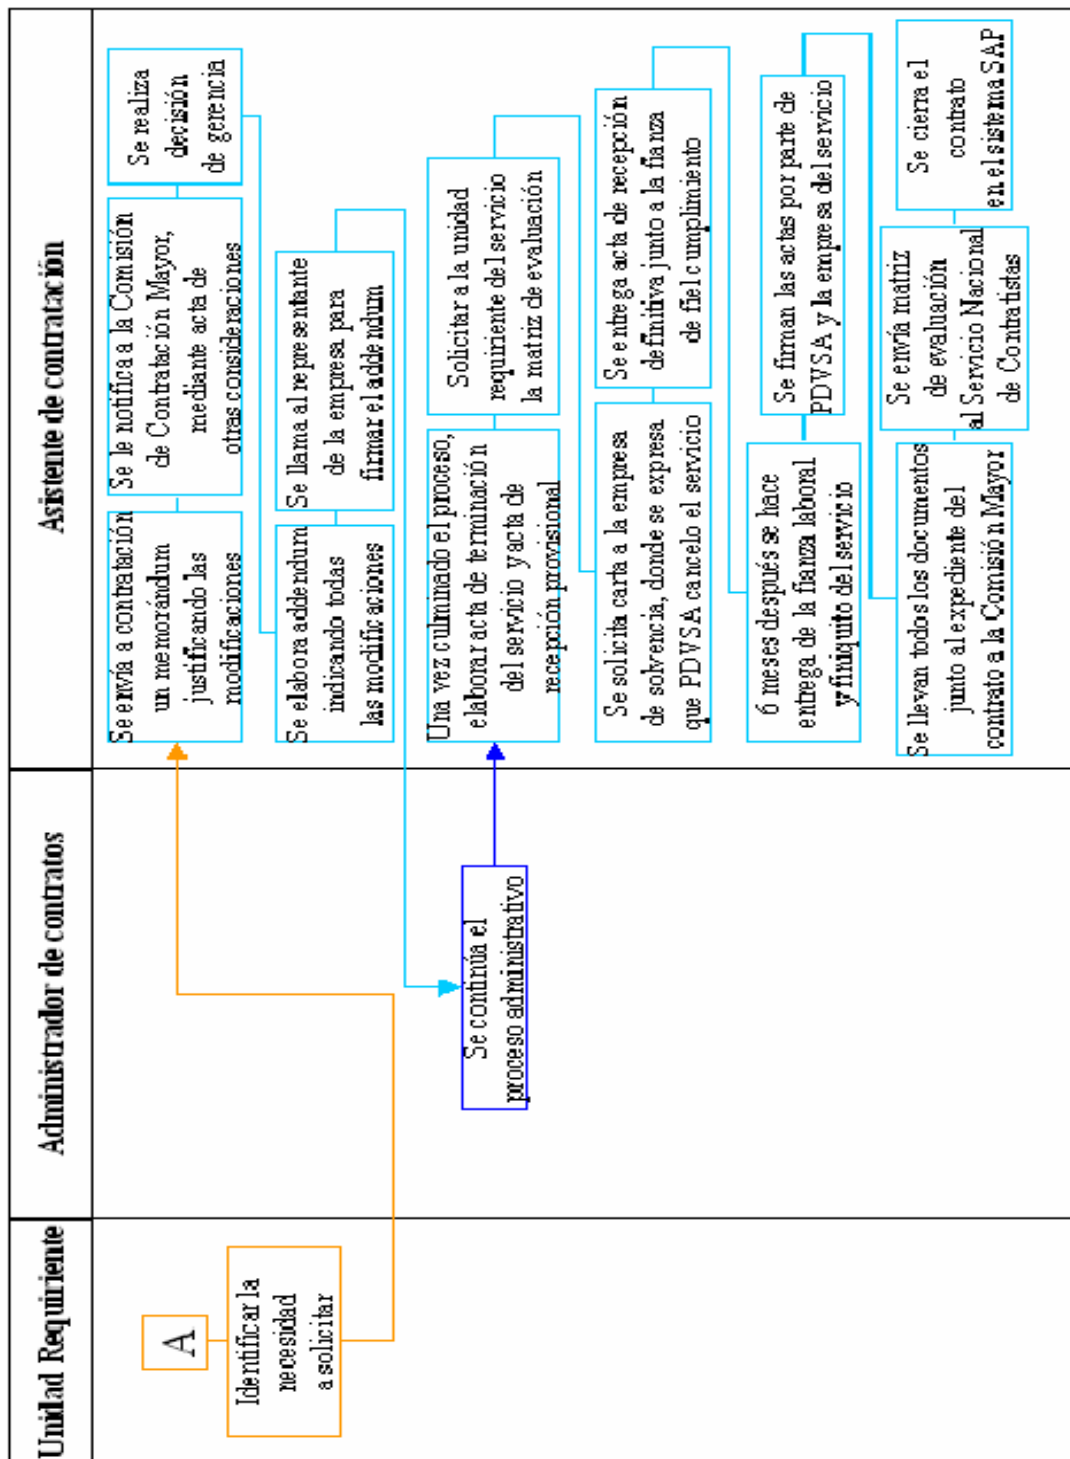 Unidad Requiriente
Administrador de contratos
Asistente de contratación
A
Identificar la
necesidad
a solicitar
Se envía a contratación
un memorándum
justificando las
modificaciones
Se le notifica a la Comisión
de Contratación Mayor,
mediante acta de
otras consideraciones
Se realiza
decisión
de gerencia
Se elabora addendum
indicando todas
las modificaciones
Se llama al representante
de la empresa para
firmar el addendum
Se continúa el
proceso administrativo
Una vez culminado el proceso,
elaborar acta de terminación
del servicio y acta de
recepción provisional
Solicitar a la unidad
requiriente del servicio
la matriz de evaluación
Se solicita carta a la empresa
de solvencia, donde se expresa
que PDVSA cancelo el servicio
Se entrega acta de recepción
definitiva junto a la fianza
de fiel cumplimiento
6 meses después se hace
entrega de la fianza laboral
y finiquito del servicio
Se firman las actas por parte de
PDVSA y la empresa del servicio
Se llevan todos los documentos
junto al expediente del
contrato a la Comisión Mayor
Se envía matriz
de evaluación
al Servicio Nacional
de Contratistas
Se cierra el
contrato
en el sistema SAP